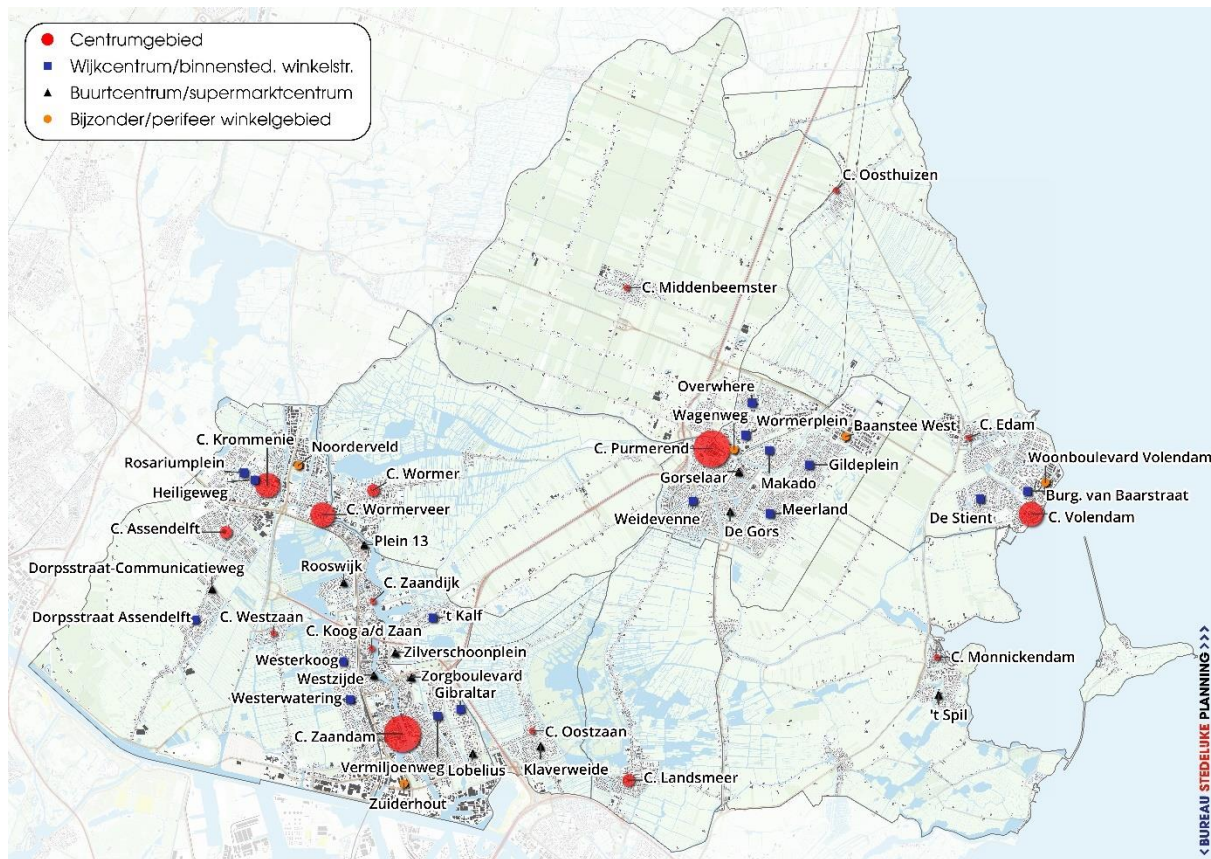 Centrumgebied
Wijkcentrum/binnensted. winkelstr.
Buurtcentrum/supermarktcentrum
Bijzonder/perifeer winkelgebied
C. Oosthuizen
C. Middenbeemster
Overwhere
Wagenweg
Wormerplein
Baanstee West
C. Edam
C. Purmerend
Gorselaar
Makado
Gildeplein
Woonboulevard Volendam
Burg. van Baarstraat
De Stient
C. Volendam
Weidevenne
De Gors
Meerland
C. Krommenie
Noorderveld
Rosariumplein
Heiligeweg
C. Wormer
C. Wormerveer
C. Assendelft
Plein 13
Rooswijk
Dorpsstraat-Communicatieweg
C. Zaandijk
Dorpsstraat Assendelft
C. Westzaan
't Kalf
C. Koog a/d Zaan
Zilverschoonplein
Westerkoog
Westzijde
Zorgboulevard
Gibraltar
Westerwatering
C. Monnickendam
't Spil
C. Zaandam
C. Oostzaan
Vermiljoenweg
Lobelius
Klaverweide
C. Landsmeer
Zuiderhout
<BUREAU STEDELIJKE PLANNING>>>